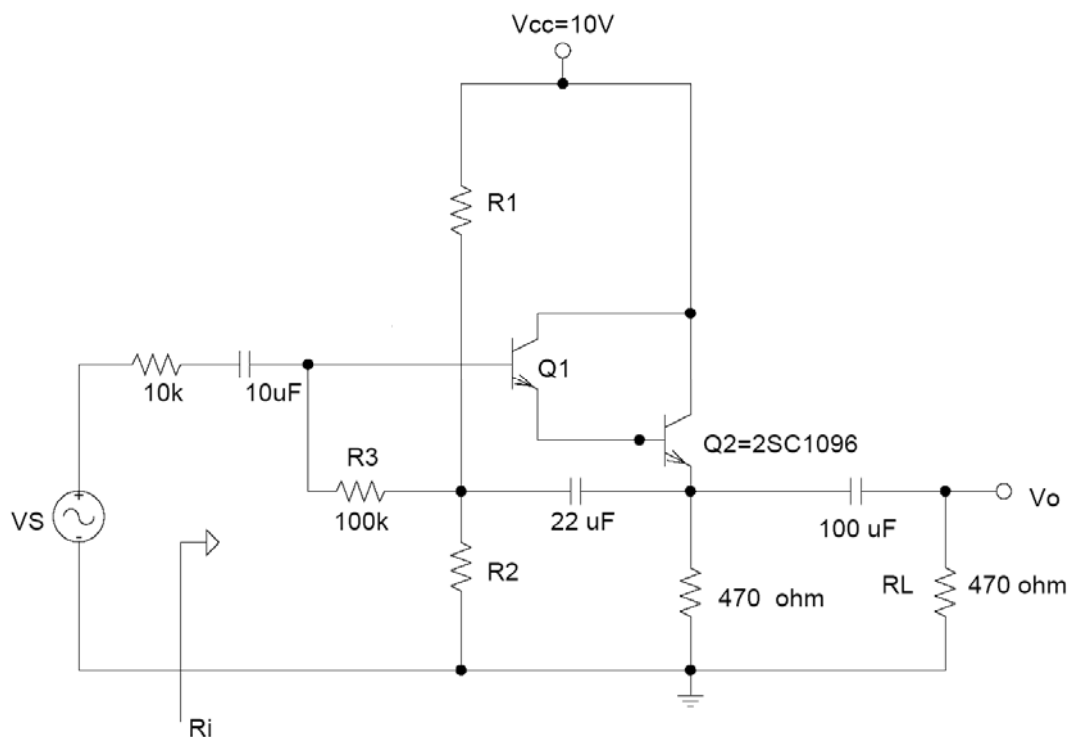 Vcc=10V
R1
Q1
10k
10uF
Q2=2SC1096
R3
100k
22 uF
100 uF
Vo
VS
+
-
R2
470 ohm
RL
470 ohm
Ri